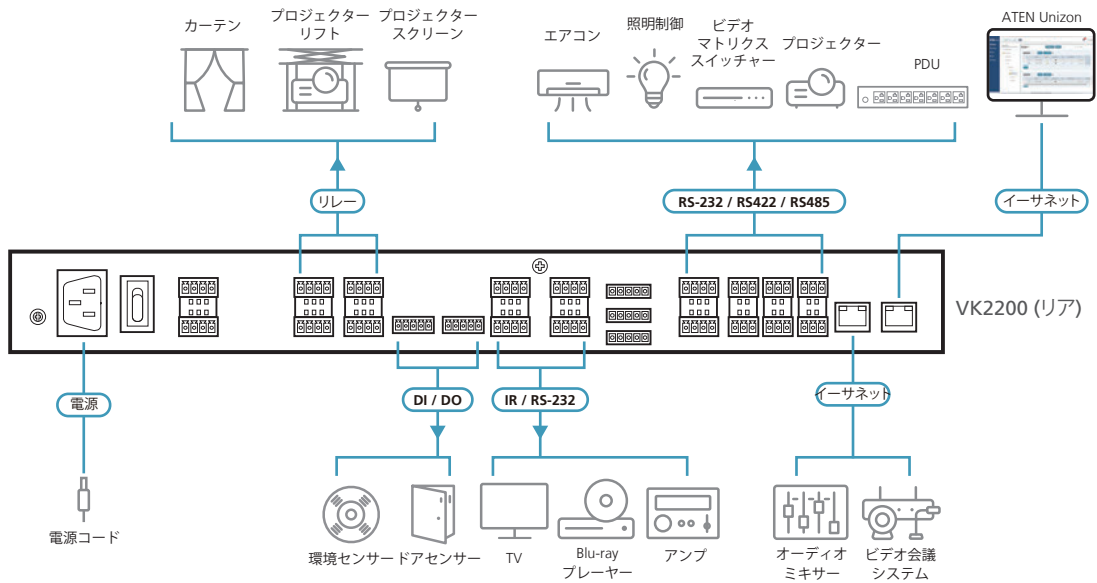 カーテン
プロジェクター
リフト
プロジェクター
スクリーン
エアコン
照明制御
ビデオ
マトリクス
スイッチャー
プロジェクター
PDU
ATEN Unizon
リレー
RS-232 / RS422 / RS485
イーサネット
VK2200 (リア)
電源
DI / DO
IR / RS-232
イーサネット
電源コード
環境センサー
ドアセンサー
TV
Blu-ray
プレーヤー
アンプ
オーディオ
ミキサー
ビデオ会議
システム